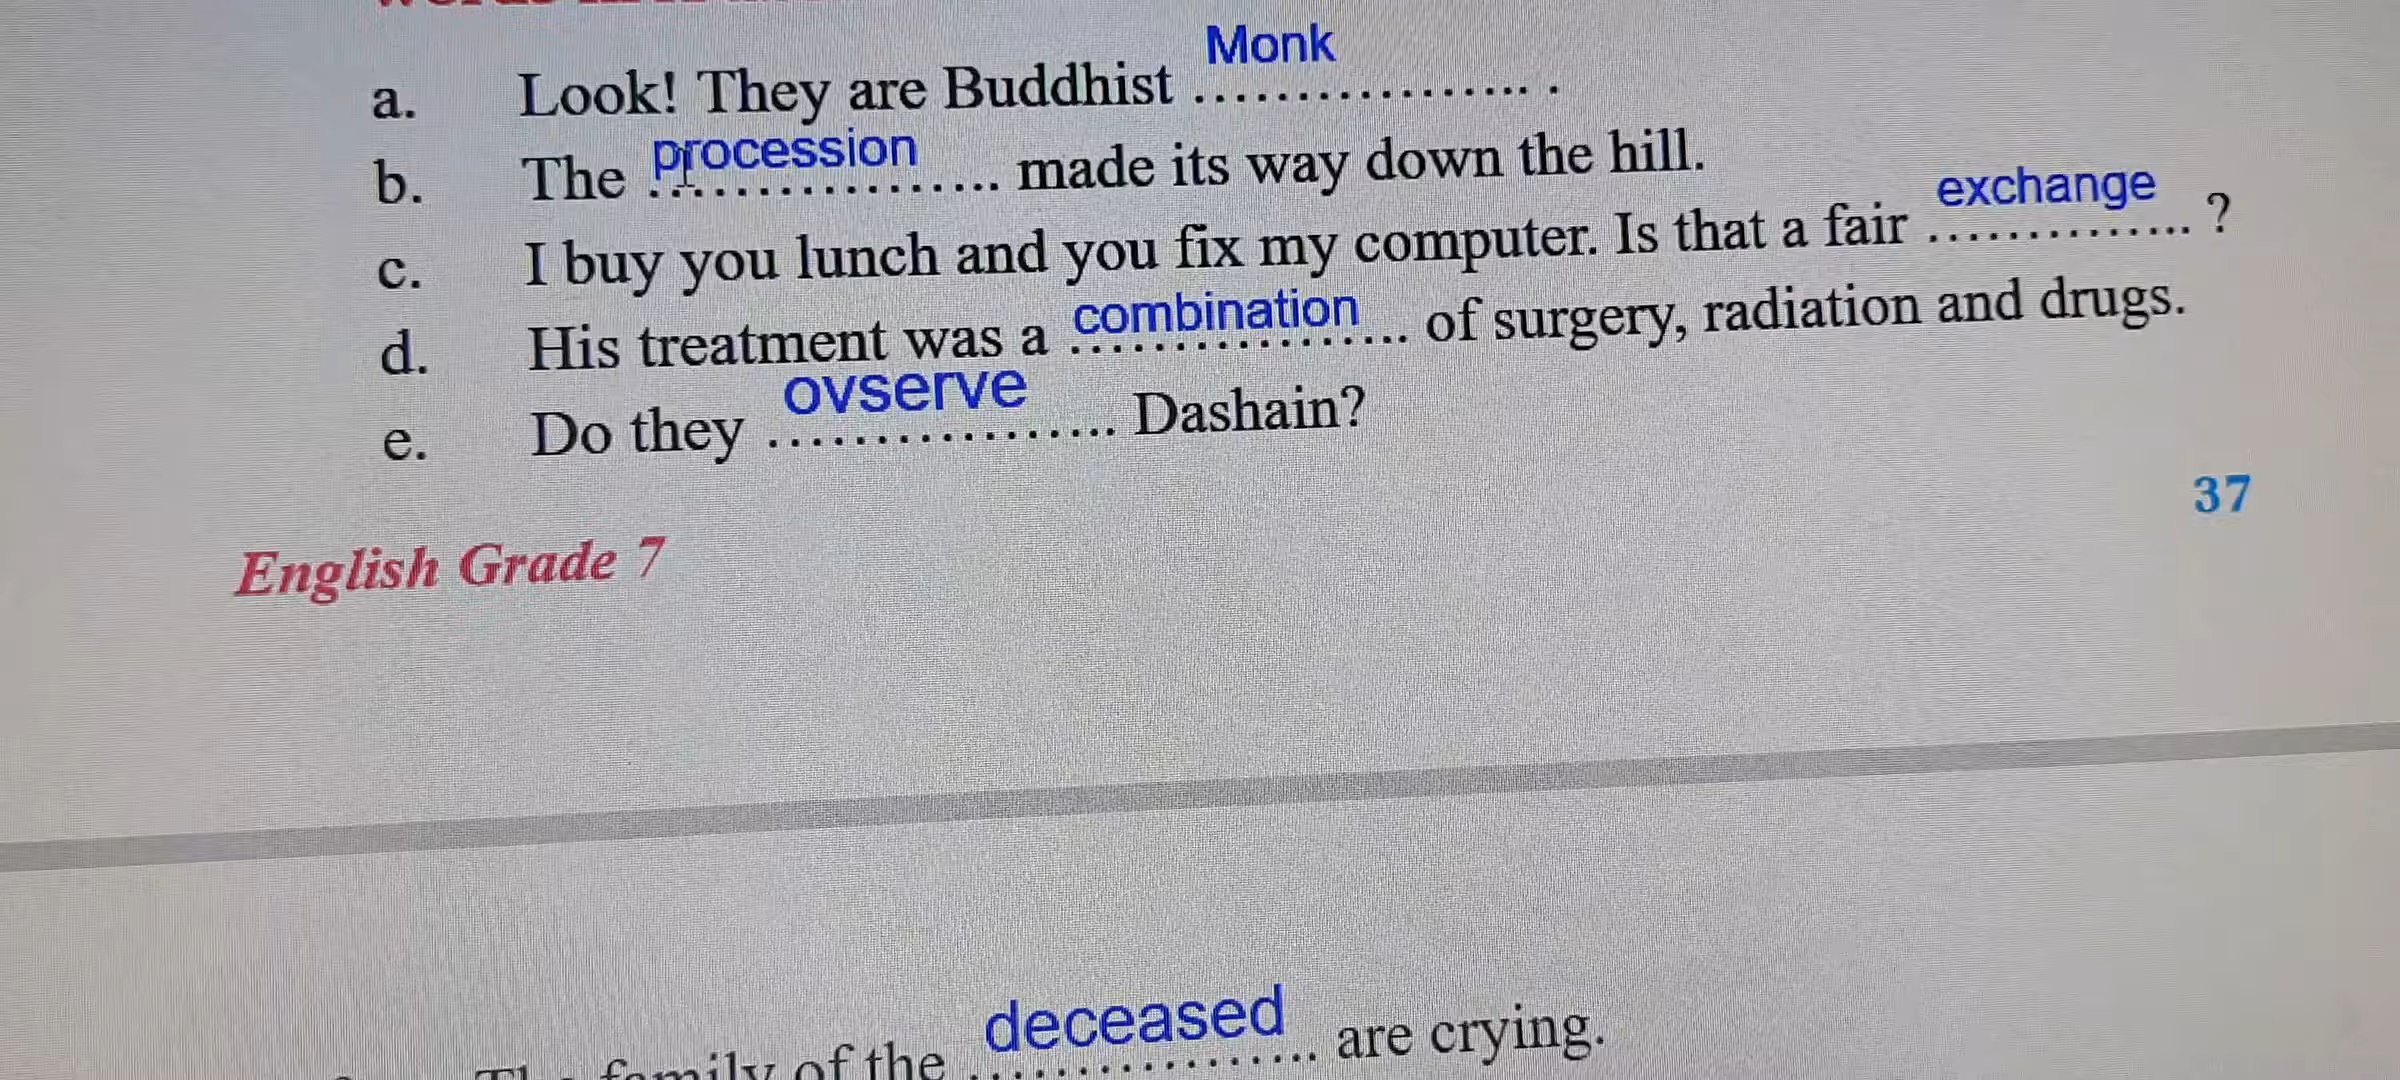 a. Look! They are Buddhist Monk .................. .
b. The procession ................. made its way down the hill.
c. I buy you lunch and you fix my computer. Is that a fair exchange .............. ?
d. His treatment was a combination ................. of surgery, radiation and drugs.
e. Do they ovserve ................. Dashain?
37
English Grade 7
family of the deceased ................. are crying.